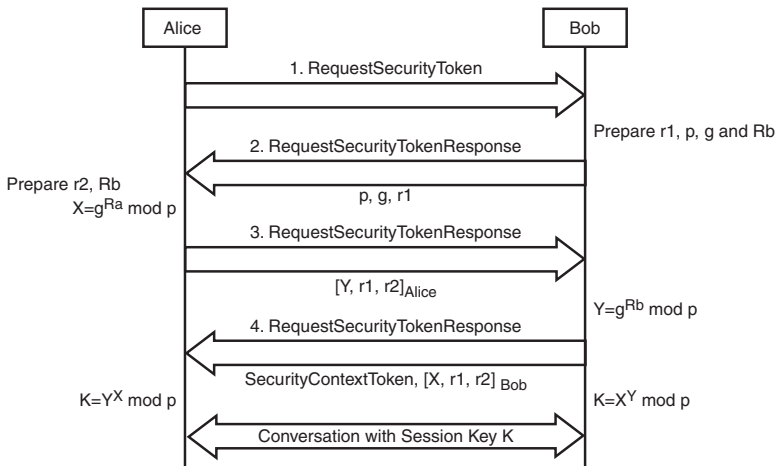 Alice
Bob
1. RequestSecurityToken
Prepare r1, p, g and Rb
2. RequestSecurityTokenResponse
p, g, r1
Prepare r2, Rb
X=g^Ra mod p
3. RequestSecurityTokenResponse
[Y, r1, r2]Alice
Y=g^Rb mod p
4. RequestSecurityTokenResponse
SecurityContextToken, [X, r1, r2] Bob
K=Y^X mod p
K=X^Y mod p
Conversation with Session Key K